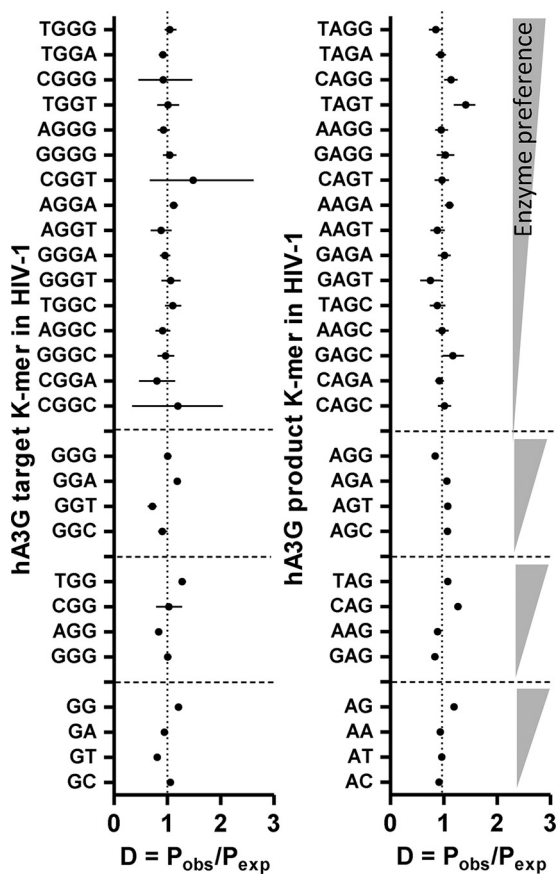 hA3G target K-mer in HIV-1
TGGG
TGGA
CGGG
TGGT
AGGG
GGGG
CGGT
AGGA
AGGT
GGGA
GGGT
TGGC
AGGC
GGGC
CGGA
CGGC
GGG
GGA
GGT
GGC
TGG
CGG
AGG
GGG
GG
GA
GT
GC
0 1 2 3
D = Pobs/Pexp
hA3G product K-mer in HIV-1
TAGG
TAGA
CAGG
TAGT
AAGG
GAGG
CAGT
AAGA
AAGT
GAGA
GAGT
TAGC
AAGC
GAGC
CAGA
CAGC
AGG
AGA
AGT
AGC
TAG
CAG
AAG
GAG
AG
AA
AT
AC
0 1 2 3
D = Pobs/Pexp
Enzyme preference